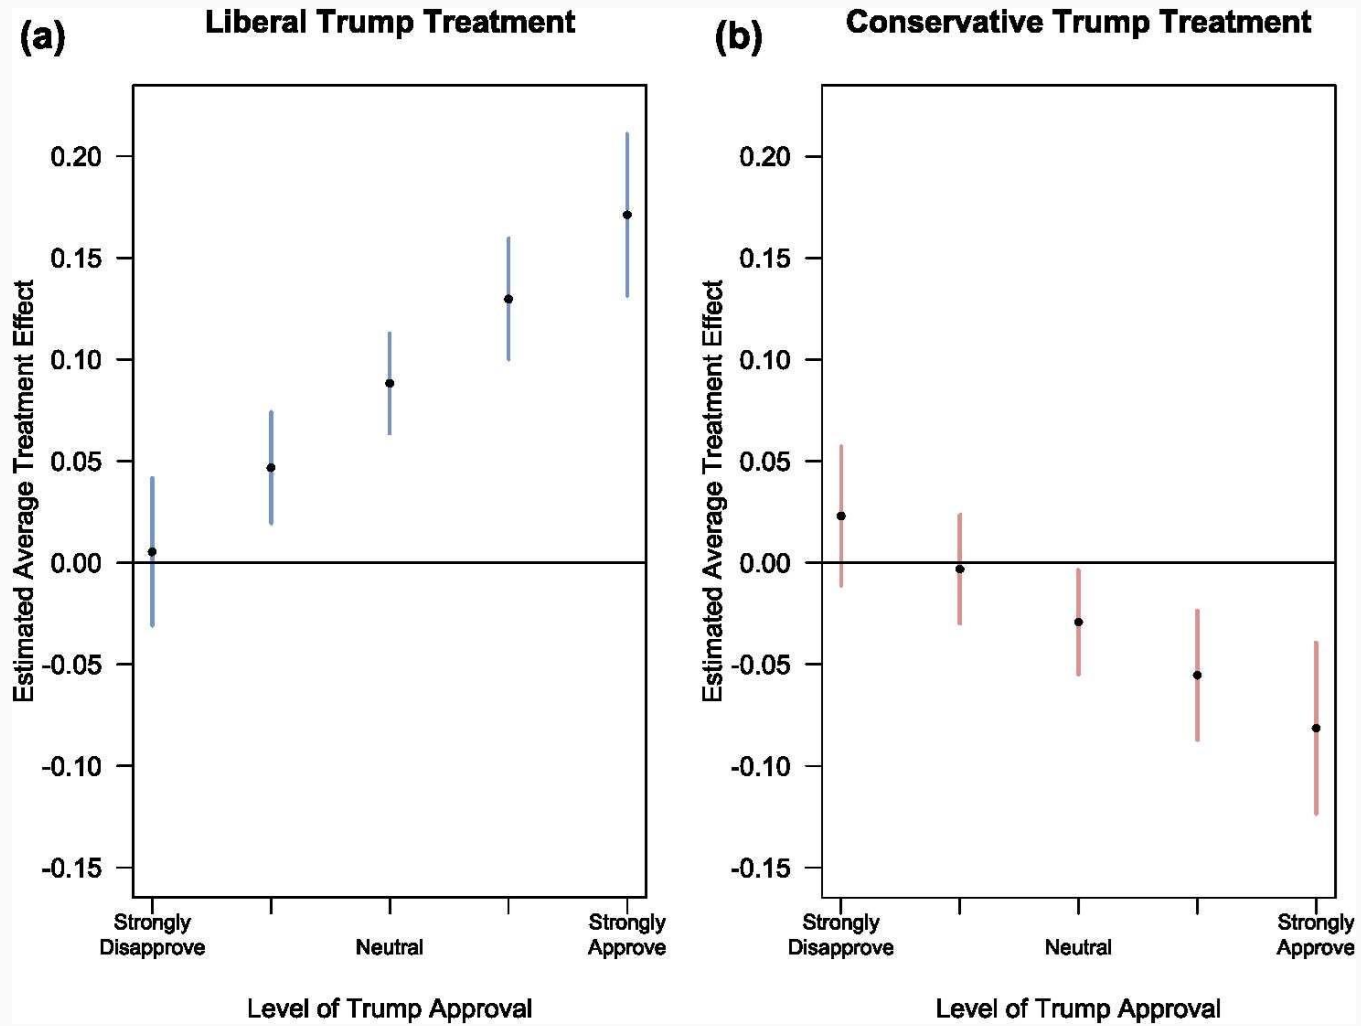 (a)
Liberal Trump Treatment
Estimated Average Treatment Effect
0.20
0.15
0.10
0.05
0.00
-0.05
-0.10
-0.15
Strongly
Disapprove
Neutral
Strongly
Approve
Level of Trump Approval
(b)
Conservative Trump Treatment
Estimated Average Treatment Effect
0.20
0.15
0.10
0.05
0.00
-0.05
-0.10
-0.15
Strongly
Disapprove
Neutral
Strongly
Approve
Level of Trump Approval